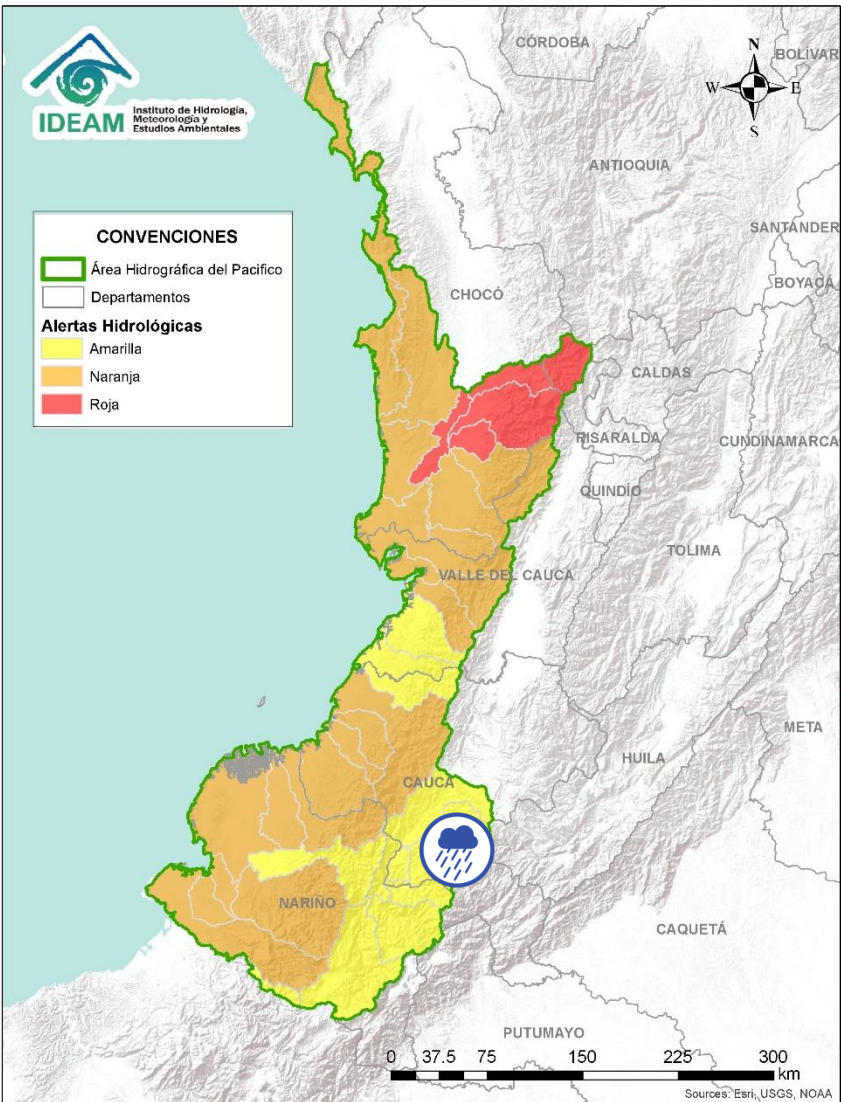 IDEAM
Instituto de Hidrología,
Meteorología y
Estudios Ambientales
CÓRDOBA
BOLÍVAR
N
W
E
S
ANTIOQUIA
SANTANDER
BOYACÁ
CHOCÓ
CALDAS
RISARALDA
CUNDINAMARCA
QUINDÍO
TOLIMA
VALLE DEL CAUCA
META
HUILA
CAUCA
NARIÑO
CAQUETÁ
PUTUMAYO
CONVENCIONES
Área Hidrográfica del Pacifico
Departamentos
Alertas Hidrológicas
Amarilla
Naranja
Roja
0 37.5 75 150 225 300
km
Sources: Esri, USGS, NOAA